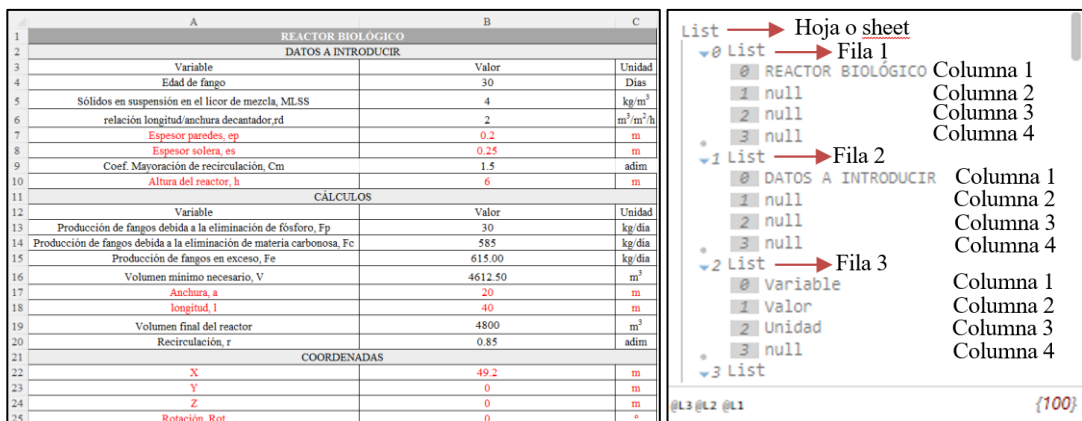 A B C
1 REACTOR BIOLÓGICO
2 DATOS A INTRODUCIR
3 Variable Valor Unidad
4 Edad de fango 30 Días
5 Sólidos en suspensión en el licor de mezcla, MLSS 4 kg/m³
6 relación longitud/anchura decantador,rd 2 m³/m²/h
7 Espesor paredes, ep 0.2 m
8 Espesor solera, es 0.25 m
9 Coef. Mayoración de recirculación, Cm 1.5 adim
10 Altura del reactor, h 6 m
11 CÁLCULOS
12 Variable Valor Unidad
13 Producción de fangos debida a la eliminación de fósforo, Fp 30 kg/día
14 Producción de fangos debida a la eliminación de materia carbonosa, Fc 585 kg/día
15 Producción de fangos en exceso, Fe 615.00 kg/día
16 Volumen mínimo necesario, V 4612.50 m³
17 Anchura, a 20 m
18 longitud, l 40 m
19 Volumen final del reactor 4800 m³
20 Recirculación, r 0.85 adim
21 COORDENADAS
22 X 49.2 m
23 Y 0 m
24 Z 0 m
25 Rotación, Rot 0 º
List Hoja o sheet
0 List Fila 1
0 REACTOR BIOLÓGICO Columna 1
1 null Columna 2
2 null Columna 3
3 null Columna 4
1 List Fila 2
0 DATOS A INTRODUCIR Columna 1
1 null Columna 2
2 null Columna 3
3 null Columna 4
2 List Fila 3
0 Variable Columna 1
1 Valor Columna 2
2 Unidad Columna 3
3 null Columna 4
3 List
@L3 @L2 @L1 {100}